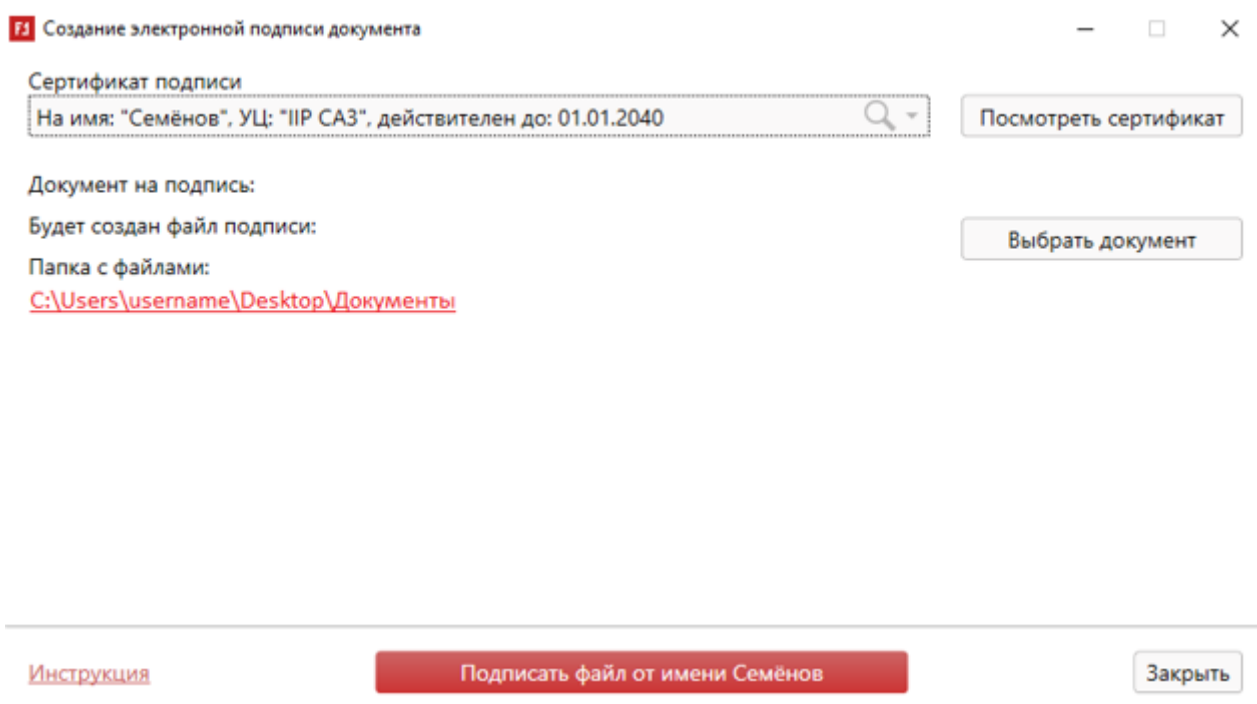 F1 Создание электронной подписи документа
Сертификат подписи
На имя: "Семёнов", УЦ: "IIP CA3", действителен до: 01.01.2040
Посмотреть сертификат
Документ на подпись:
Будет создан файл подписи:
Выбрать документ
Папка с файлами:
C:\Users\username\Desktop\Документы
Инструкция
Подписать файл от имени Семёнов
Закрыть